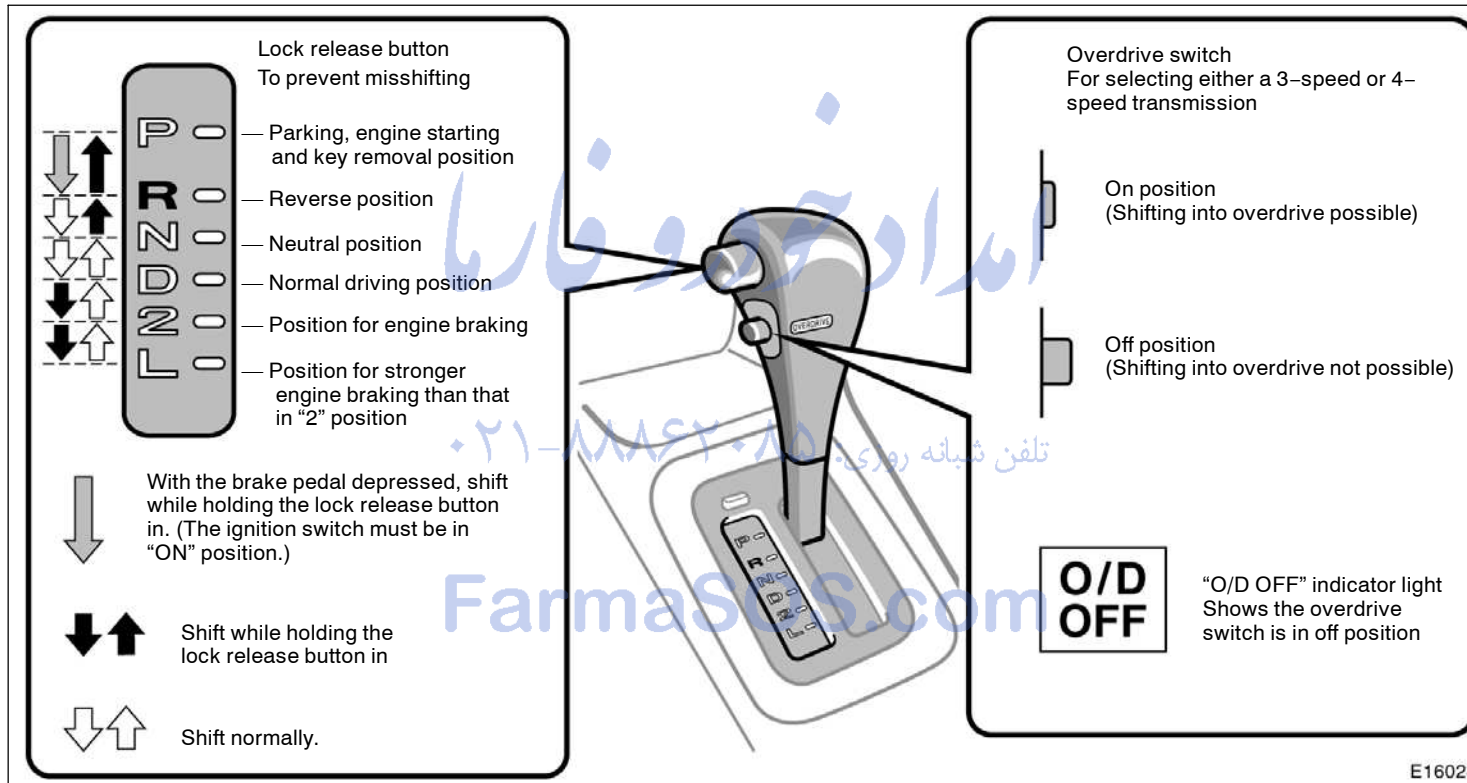 Lock release button
To prevent misshifting
P
— Parking, engine starting
and key removal position
R
— Reverse position
N
— Neutral position
D
— Normal driving position
2
— Position for engine braking
L
— Position for stronger
engine braking than that
in “2” position
With the brake pedal depressed, shift
while holding the lock release button
in. (The ignition switch must be in
“ON” position.)
Shift while holding the
lock release button in
Shift normally.
OVERDRIVE
P
R
N
D
2
L
Overdrive switch
For selecting either a 3−speed or 4−
speed transmission
On position
(Shifting into overdrive possible)
Off position
(Shifting into overdrive not possible)
O/D
OFF
“O/D OFF” indicator light
Shows the overdrive
switch is in off position
امداد خودرو فارما
تلفن شبانه روزی: ۸۸۸۶۲۰۸۵-۰۲۱
FarmaSOS.com
E1602